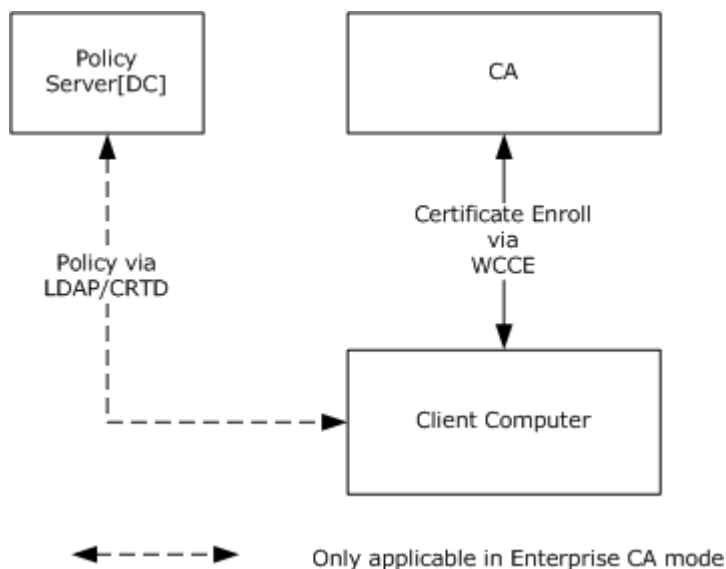 Policy
Server[DC]
CA
Certificate Enroll
via
WCCE
Policy via
LDAP/CRTD
Client Computer
Only applicable in Enterprise CA mode